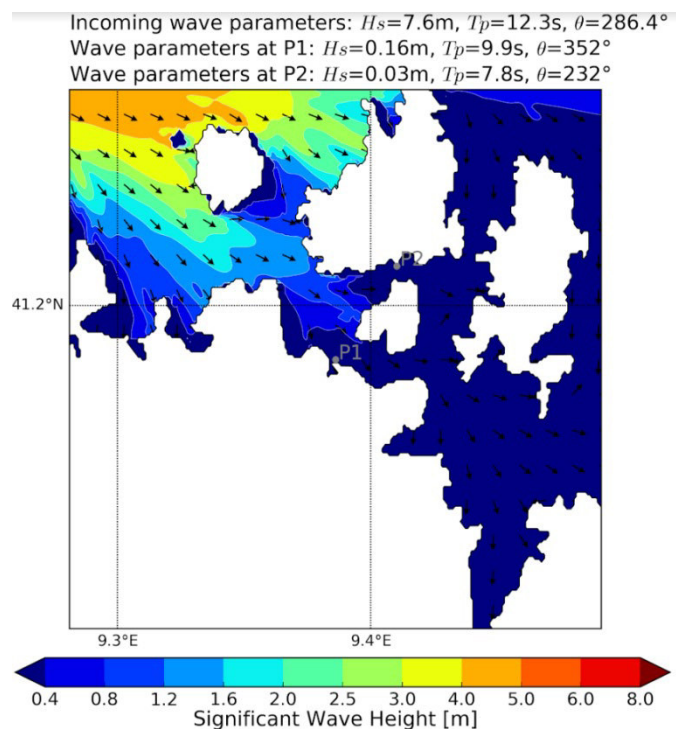 Incoming wave parameters: Hs=7.6m, Tp=12.3s, θ=286.4°
Wave parameters at P1: Hs=0.16m, Tp=9.9s, θ=352°
Wave parameters at P2: Hs=0.03m, Tp=7.8s, θ=232°
P2
41.2°N
P1
9.3°E 9.4°E
0.4 0.8 1.2 1.6 2.0 2.5 3.0 4.0 5.0 6.0 8.0
Significant Wave Height [m]